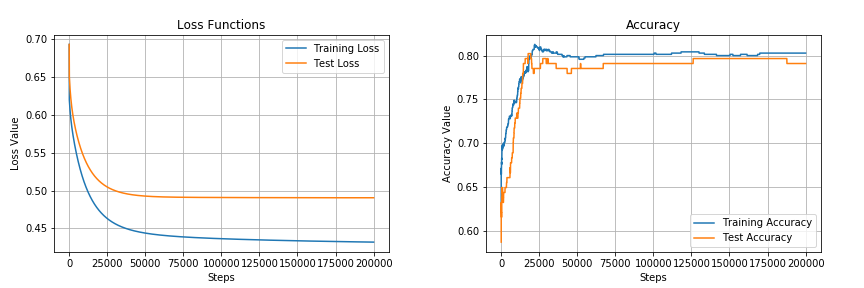 Loss Functions
0.70
0.65
0.60
0.55
0.50
0.45
Loss Value
Training Loss
Test Loss
0 25000 50000 75000 100000 125000 150000 175000 200000
Steps
Accuracy
0.80
0.75
0.70
0.65
0.60
Accuracy Value
Training Accuracy
Test Accuracy
0 25000 50000 75000 100000 125000 150000 175000 200000
Steps